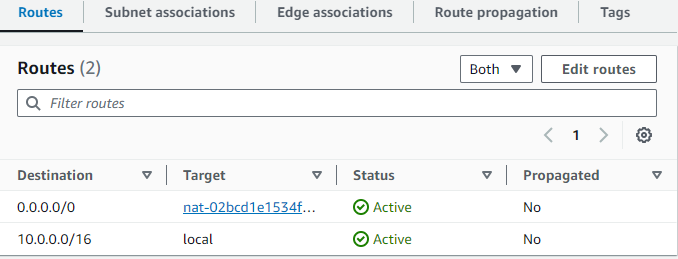 Routes Subnet associations Edge associations Route propagation Tags
Routes (2) Both Edit routes
Filter routes
1
Destination Target Status Propagated
0.0.0.0/0 nat-02bcd1e1534f... Active No
10.0.0.0/16 local Active No